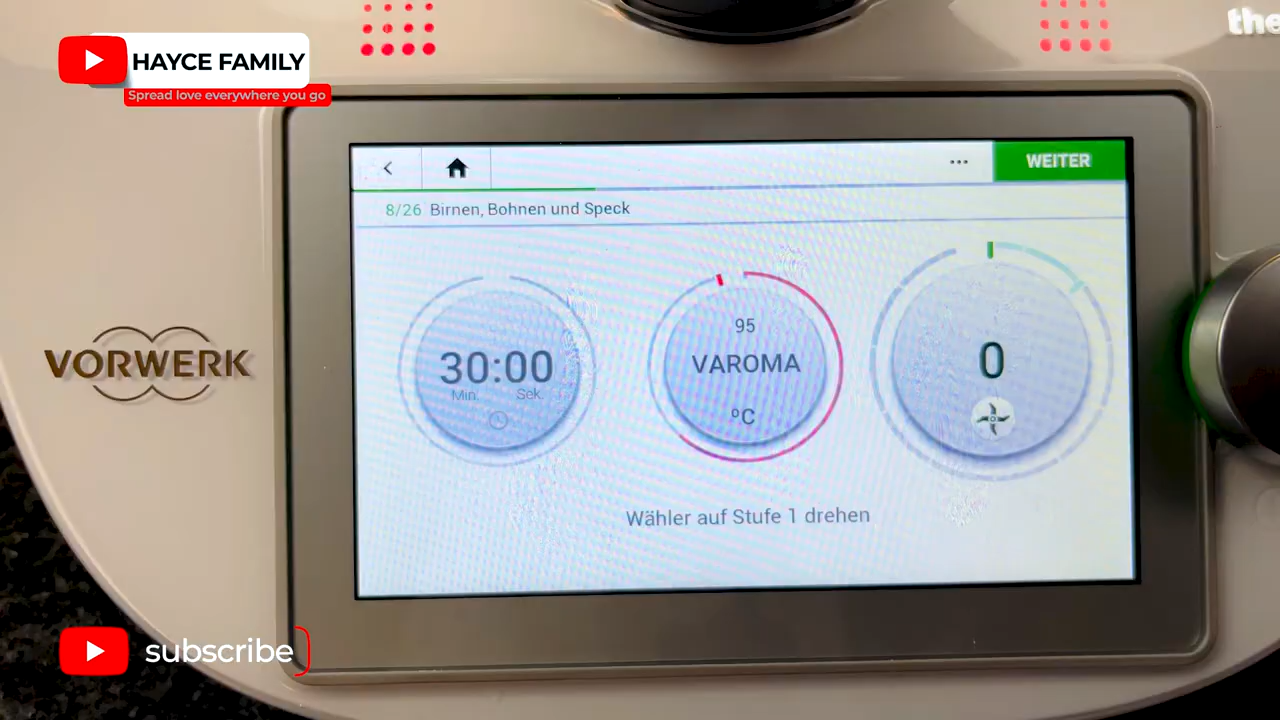 HAYCE FAMILY
Spread love everywhere you go
the
WEITER
8/26 Birnen, Bohnen und Speck
30:00
Min. Sek.
95
VAROMA
ºC
0
VORWERK
Wähler auf Stufe 1 drehen
subscribe